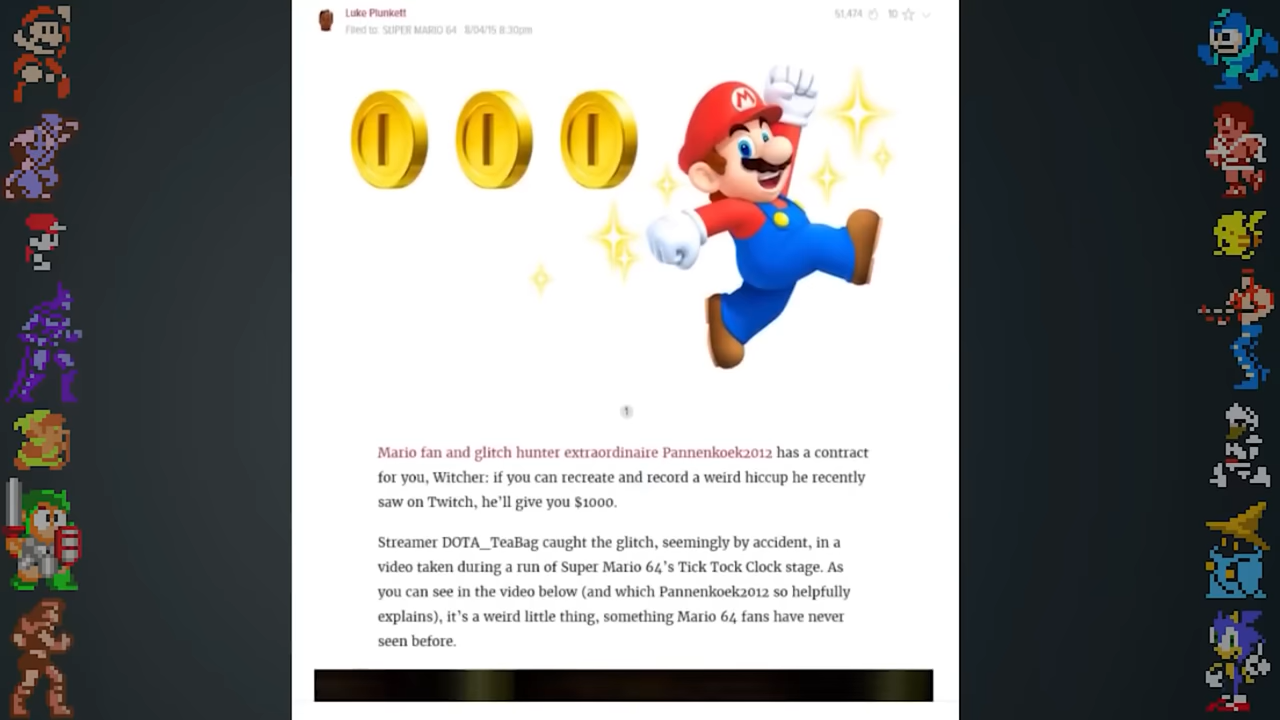 Luke Plunkett
51,474 10
Filed to: SUPER MARIO 64 8/04/15 8:30pm
M
1
Mario fan and glitch hunter extraordinaire Pannenkoek2012 has a contract
for you, Witcher: if you can recreate and record a weird hiccup he recently
saw on Twitch, he'll give you $1000.
Streamer DOTA_TeaBag caught the glitch, seemingly by accident, in a
video taken during a run of Super Mario 64's Tick Tock Clock stage. As
you can see in the video below (and which Pannenkoek2012 so helpfully
explains), it's a weird little thing, something Mario 64 fans have never
seen before.